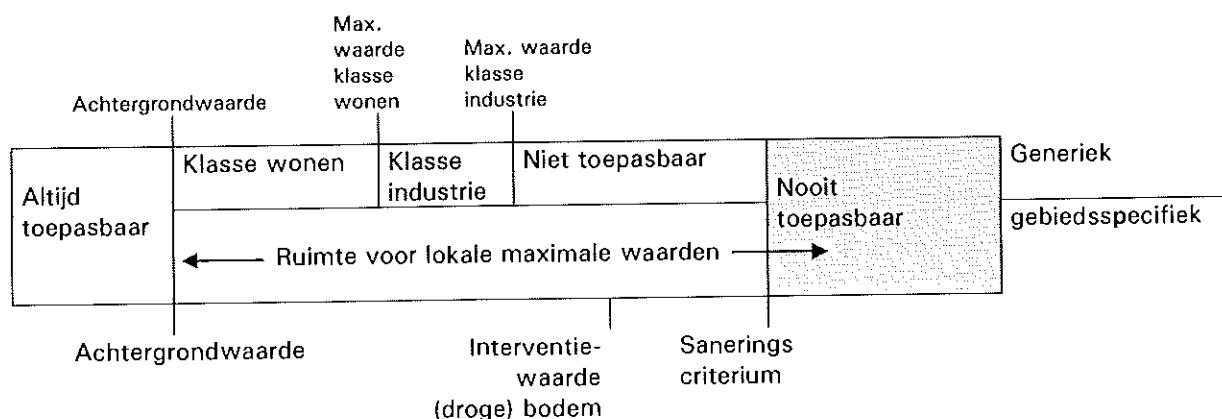 Max.
waarde
klasse
wonen
Max. waarde
klasse
industrie
Achtergrondwaarde
Altijd
toepasbaar
Klasse wonen
Klasse
industrie
Niet toepasbaar
Nooit
toepasbaar
Generiek
gebiedsspecifiek
Ruimte voor lokale maximale waarden
Achtergrondwaarde
Interventie-
waarde
(droge) bodem
Sanerings
criterium